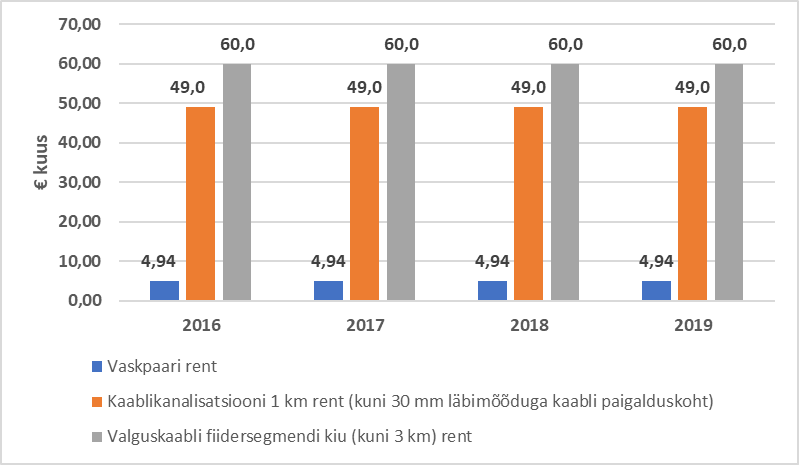 70,00
60,00
50,00
40,00
30,00
20,00
10,00
0,00
€ kuus
60,0 60,0 60,0 60,0
49,0 49,0 49,0 49,0
4,94 4,94 4,94 4,94
2016 2017 2018 2019
Vaskpaari rent
Kaablikanalisatsiooni 1 km rent (kuni 30 mm läbimõõduga kaabli paigalduskoht)
Valguskaabli fiidersegmendi kiu (kuni 3 km) rent